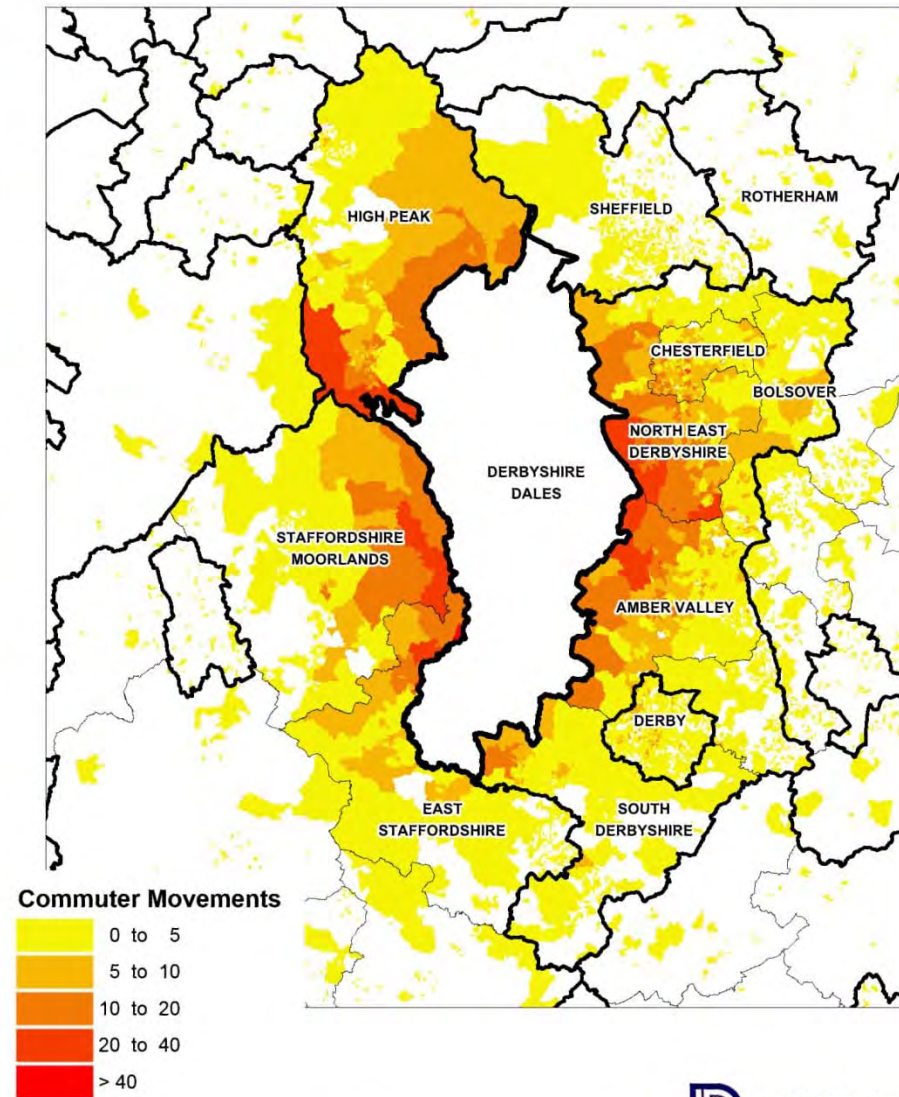 HIGH PEAK
SHEFFIELD
ROTHERHAM
CHESTERFIELD
BOLSOVER
NORTH EAST
DERBYSHIRE
DERBYSHIRE
DALES
STAFFORDSHIRE
MOORLANDS
AMBER VALLEY
DERBY
EAST
STAFFORDSHIRE
SOUTH
DERBYSHIRE
Commuter Movements
0 to 5
5 to 10
10 to 20
20 to 40
> 40